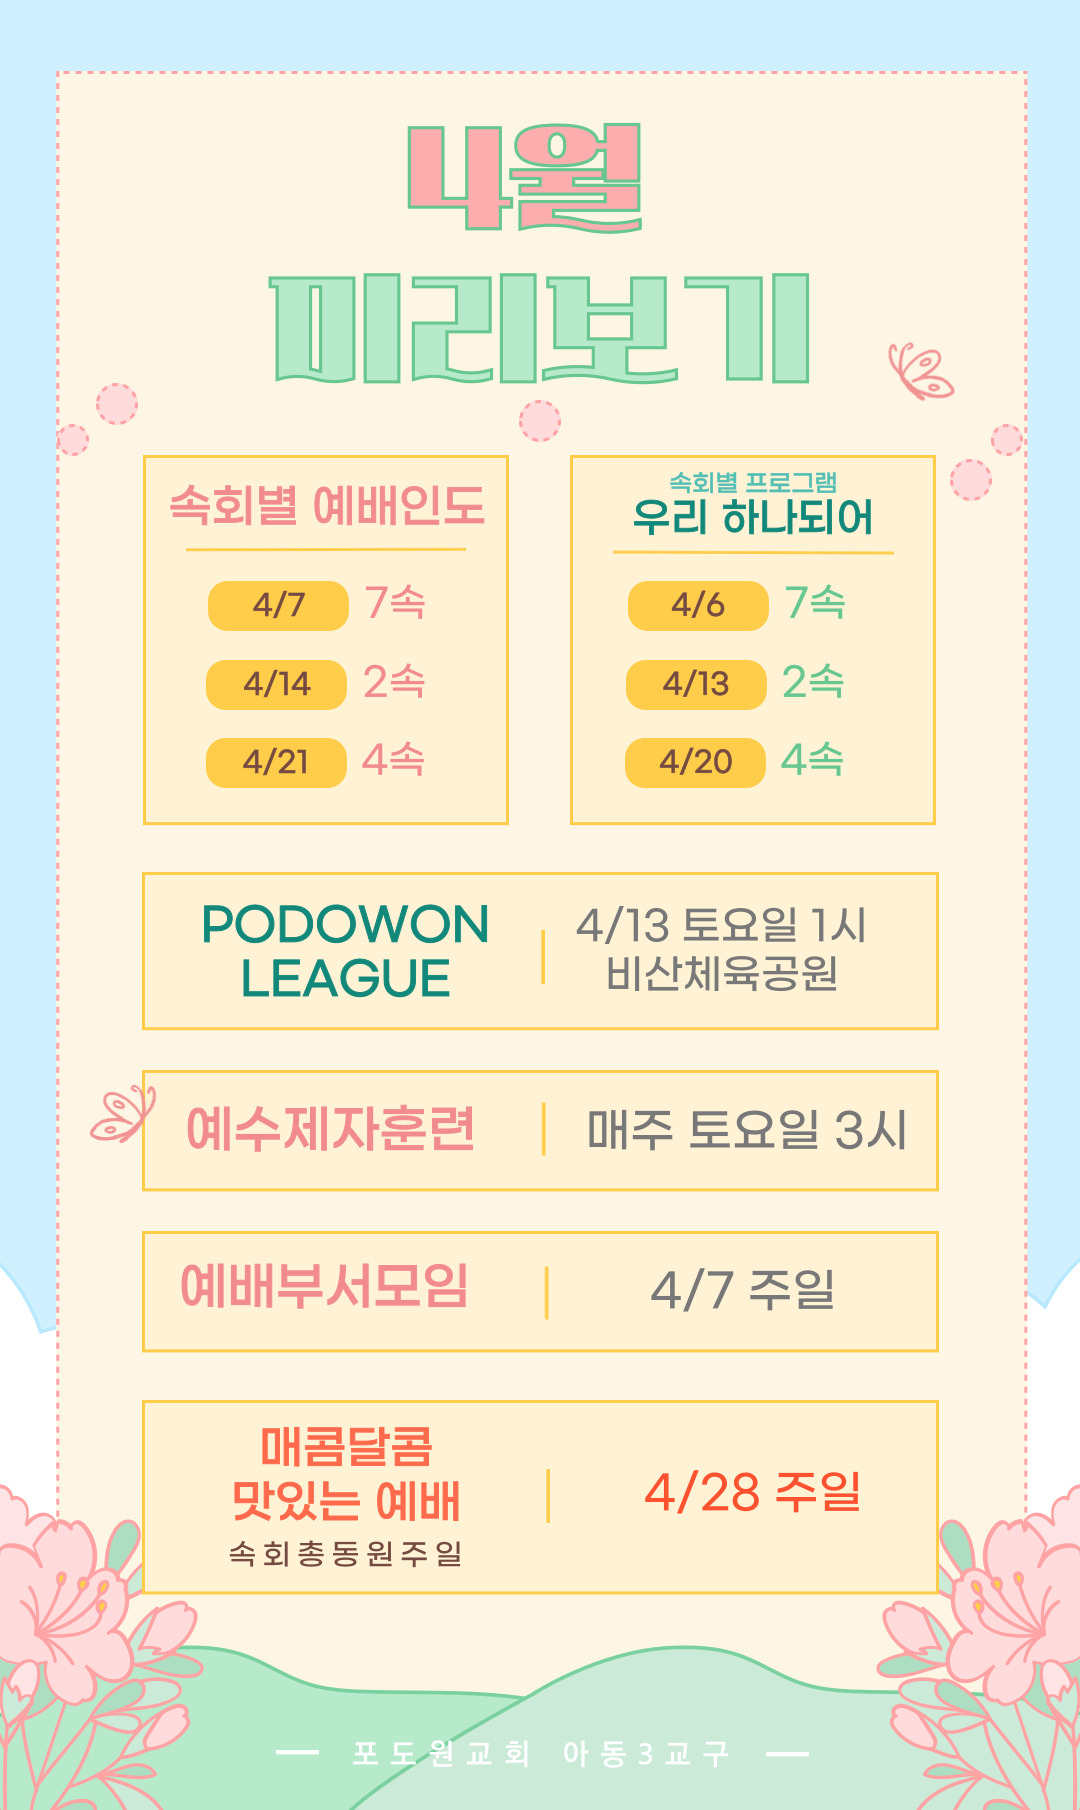 4월
미리보기
속회별 예배인도
4/7 7속
4/14 2속
4/21 4속
속회별 프로그램
우리 하나되어
4/6 7속
4/13 2속
4/20 4속
PODOWON
LEAGUE
4/13 토요일 1시
비산체육공원
예수제자훈련
매주 토요일 3시
예배부서모임
4/7 주일
매콤달콤
맛있는 예배
속회총동원주일
4/28 주일
포도원교회 아동3교구